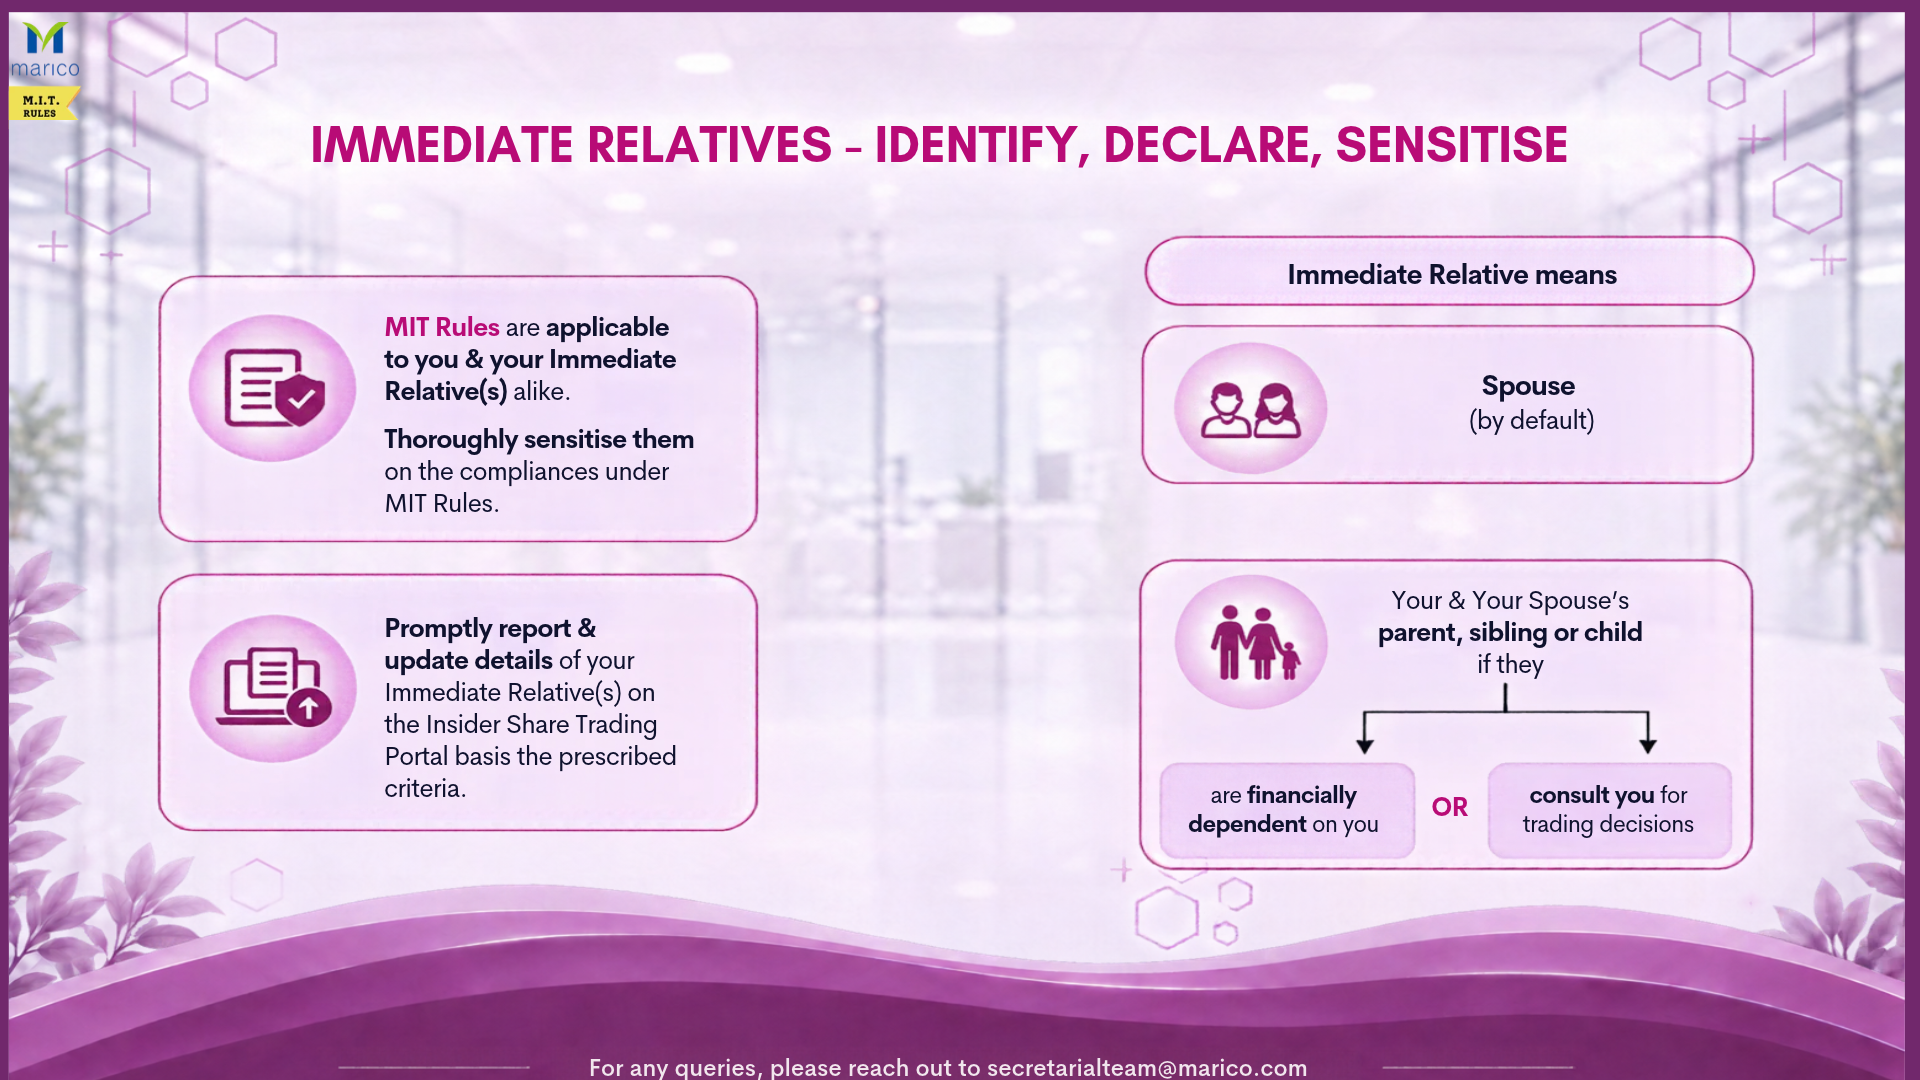 marico
M.I.T.
RULES
IMMEDIATE RELATIVES - IDENTIFY, DECLARE, SENSITISE
MIT Rules are applicable
to you & your Immediate
Relative(s) alike.
Thoroughly sensitise them
on the compliances under
MIT Rules.
Promptly report &
update details of your
Immediate Relative(s) on
the Insider Share Trading
Portal basis the prescribed
criteria.
Immediate Relative means
Spouse
(by default)
Your & Your Spouse’s
parent, sibling or child
if they
are financially
dependent on you
OR
consult you for
trading decisions
For any queries, please reach out to secretarialteam@marico.com